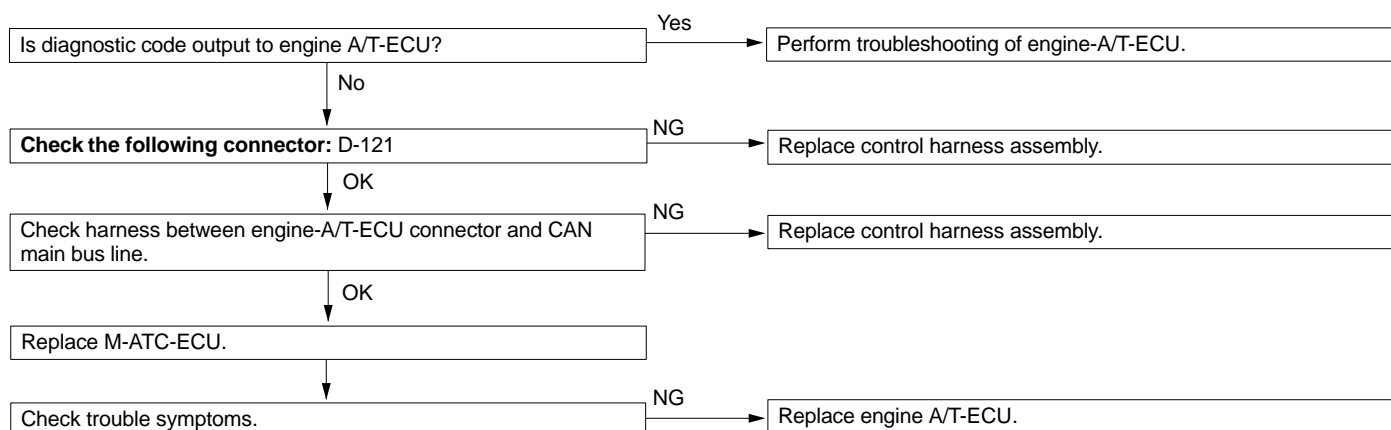 Yes
Is diagnostic code output to engine A/T-ECU?
Perform troubleshooting of engine-A/T-ECU.
No
NG
Check the following connector: D-121
Replace control harness assembly.
OK
NG
Check harness between engine-A/T-ECU connector and CAN
main bus line.
Replace control harness assembly.
OK
Replace M-ATC-ECU.
NG
Check trouble symptoms.
Replace engine A/T-ECU.